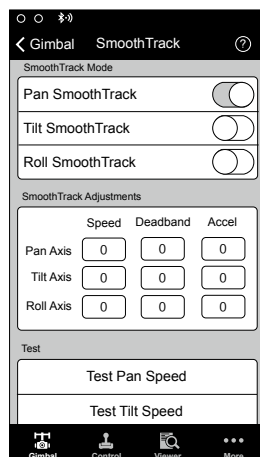 Gimbal SmoothTrack ?
SmoothTrack Mode
Pan SmoothTrack
Tilt SmoothTrack
Roll SmoothTrack
SmoothTrack Adjustments
Speed Deadband Accel
Pan Axis 0 0 0
Tilt Axis 0 0 0
Roll Axis 0 0 0
Test
Test Pan Speed
Test Tilt Speed
Gimbal Control Viewer More